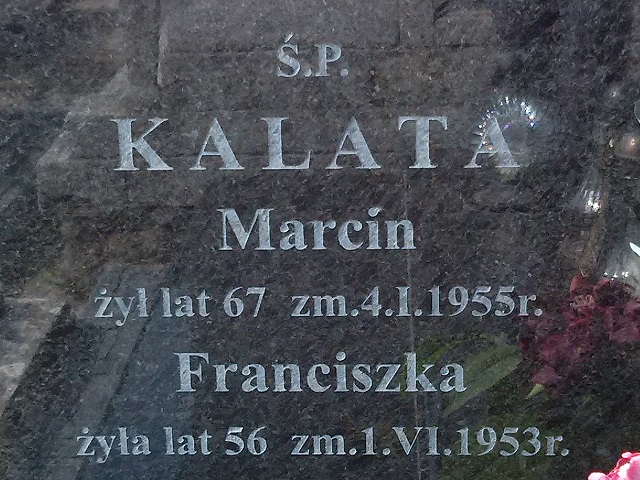 Ś.P.
KALATA
Marcin
żył lat 67 zm.4.I.1955r.
Franciszka
żyła lat 56 zm.1.VI.1953r.